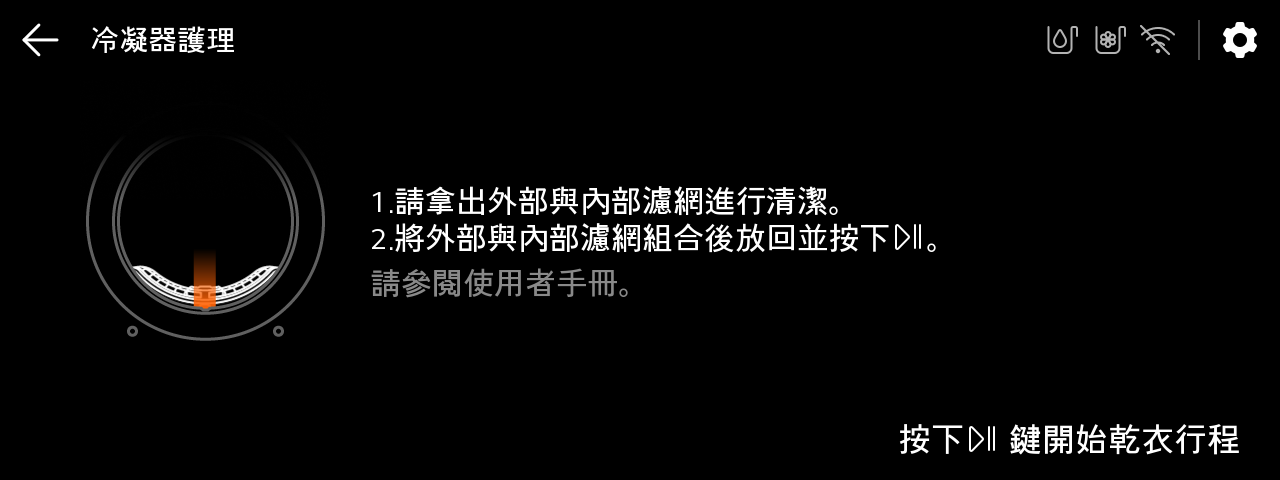 冷凝器護理
1.請拿出外部與內部濾網進行清潔。
2.將外部與內部濾網組合後放回並按下▷||。
請參閱使用者手冊。
按下▷|| 鍵開始乾衣行程